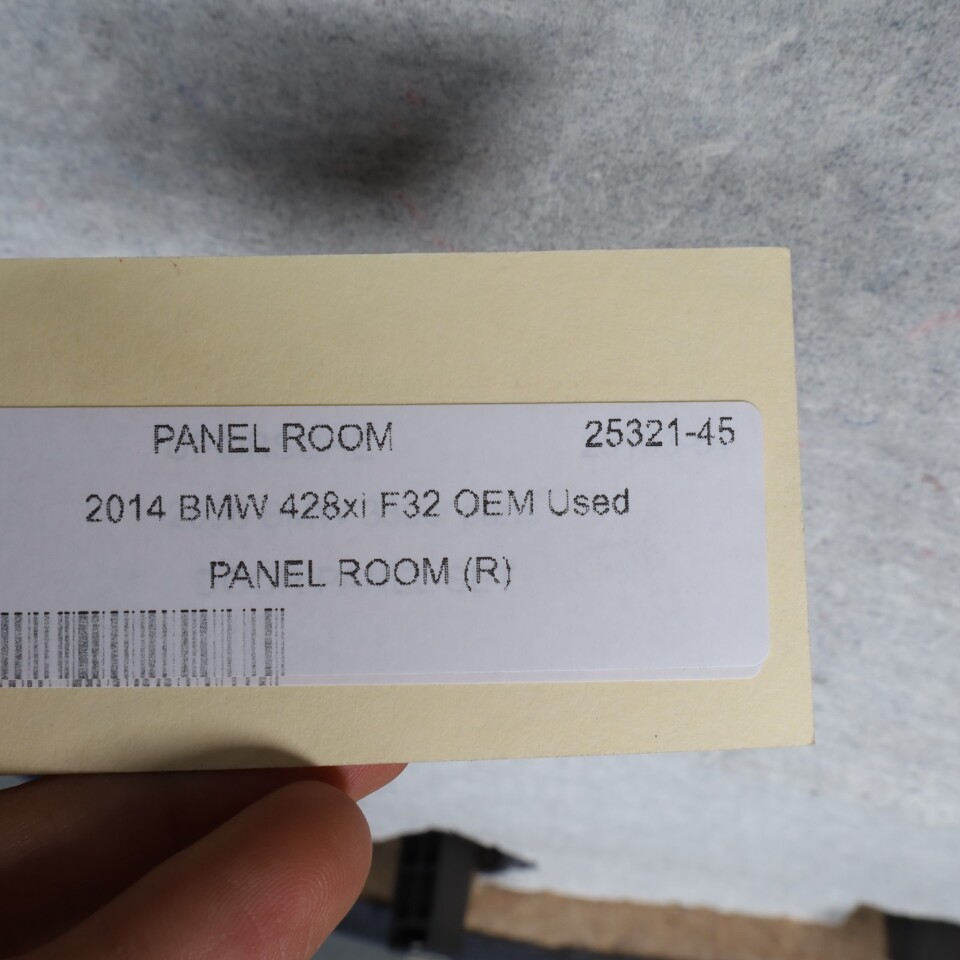 PANEL ROOM 25321-45
2014 BMW 428xi F32 OEM Used
PANEL ROOM (R)